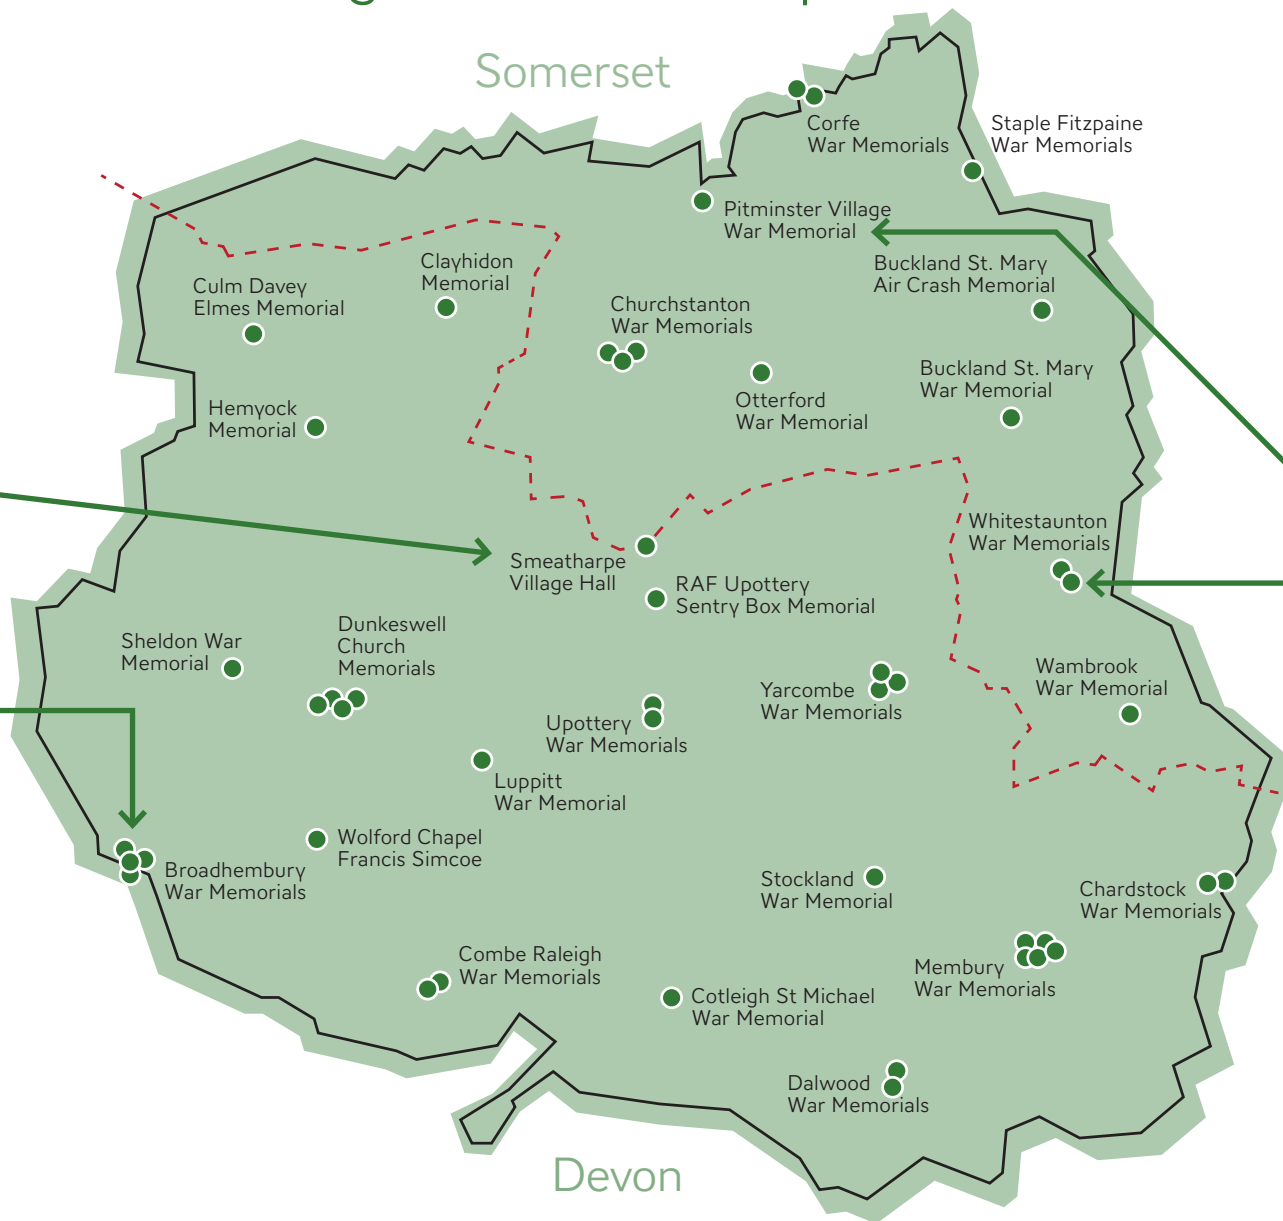 Somerset
Corfe
War Memorials
Staple Fitzpaine
War Memorials
Pitminster Village
War Memorial
Buckland St. Mary
Air Crash Memorial
Clayhidon
Memorial
Culm Davey
Elmes Memorial
Churchstanton
War Memorials
Buckland St. Mary
War Memorial
Otterford
War Memorial
Hemyock
Memorial
Whitestaunton
War Memorials
Smeatharpe
Village Hall
RAF Upottery
Sentry Box Memorial
Dunkeswell
Church
Memorials
Sheldon War
Memorial
Wambrook
War Memorial
Yarcombe
War Memorials
Upottery
War Memorials
Luppitt
War Memorial
Wolford Chapel
Francis Simcoe
Broadhembury
War Memorials
Stockland
War Memorial
Chardstock
War Memorials
Combe Raleigh
War Memorials
Membury
War Memorials
Cotleigh St Michael
War Memorial
Dalwood
War Memorials
Devon